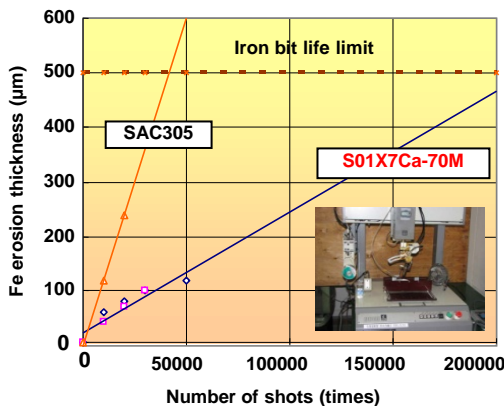 600
500
400
300
200
100
0
Fe erosion thickness (µm)
Iron bit life limit
SAC305
S01X7Ca-70M
0
50000
100000
150000
200000
Number of shots (times)